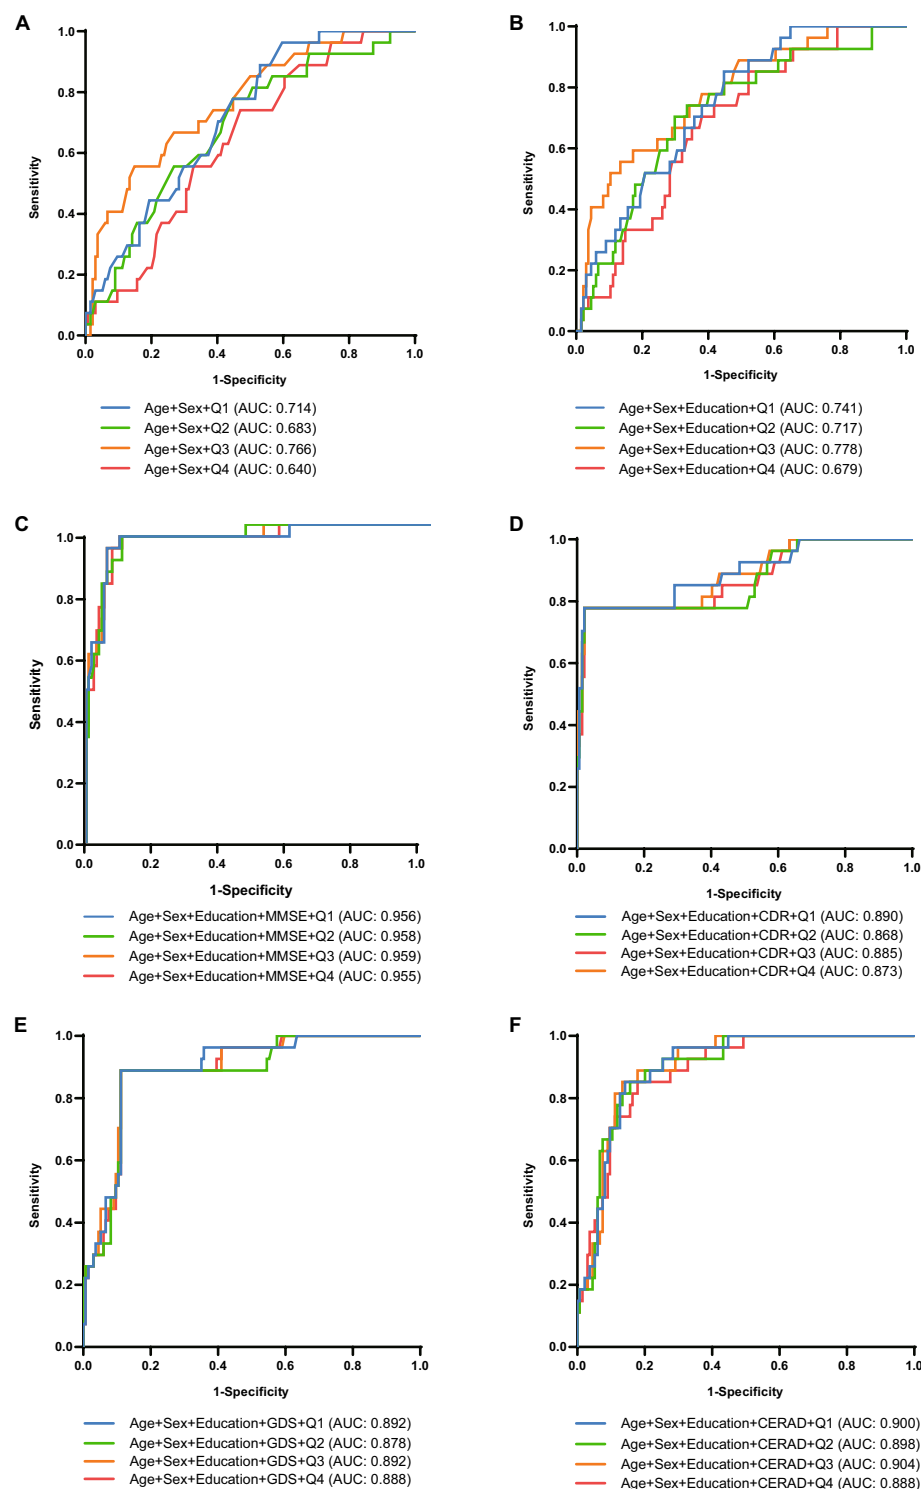 A
B
1.0
0.8
0.6
0.4
0.2
0.0
Sensitivity
0.0 0.2 0.4 0.6 0.8 1.0
1-Specificity
Age+Sex+Q1 (AUC: 0.714)
Age+Sex+Q2 (AUC: 0.683)
Age+Sex+Q3 (AUC: 0.766)
Age+Sex+Q4 (AUC: 0.640)
1.0
0.8
0.6
0.4
0.2
0.0
Sensitivity
0.0 0.2 0.4 0.6 0.8 1.0
1-Specificity
Age+Sex+Education+Q1 (AUC: 0.741)
Age+Sex+Education+Q2 (AUC: 0.717)
Age+Sex+Education+Q3 (AUC: 0.778)
Age+Sex+Education+Q4 (AUC: 0.679)
C
D
1.0
0.8
0.6
0.4
0.2
0.0
Sensitivity
0.0 0.2 0.4 0.6 0.8 1.0
1-Specificity
Age+Sex+Education+MMSE+Q1 (AUC: 0.956)
Age+Sex+Education+MMSE+Q2 (AUC: 0.958)
Age+Sex+Education+MMSE+Q3 (AUC: 0.959)
Age+Sex+Education+MMSE+Q4 (AUC: 0.955)
1.0
0.8
0.6
0.4
0.2
0.0
Sensitivity
0.0 0.2 0.4 0.6 0.8 1.0
1-Specificity
Age+Sex+Education+CDR+Q1 (AUC: 0.890)
Age+Sex+Education+CDR+Q2 (AUC: 0.868)
Age+Sex+Education+CDR+Q3 (AUC: 0.885)
Age+Sex+Education+CDR+Q4 (AUC: 0.873)
E
F
1.0
0.8
0.6
0.4
0.2
0.0
Sensitivity
0.0 0.2 0.4 0.6 0.8 1.0
1-Specificity
Age+Sex+Education+GDS+Q1 (AUC: 0.892)
Age+Sex+Education+GDS+Q2 (AUC: 0.878)
Age+Sex+Education+GDS+Q3 (AUC: 0.892)
Age+Sex+Education+GDS+Q4 (AUC: 0.888)
1.0
0.8
0.6
0.4
0.2
0.0
Sensitivity
0.0 0.2 0.4 0.6 0.8 1.0
1-Specificity
Age+Sex+Education+CERAD+Q1 (AUC: 0.900)
Age+Sex+Education+CERAD+Q2 (AUC: 0.898)
Age+Sex+Education+CERAD+Q3 (AUC: 0.904)
Age+Sex+Education+CERAD+Q4 (AUC: 0.888)